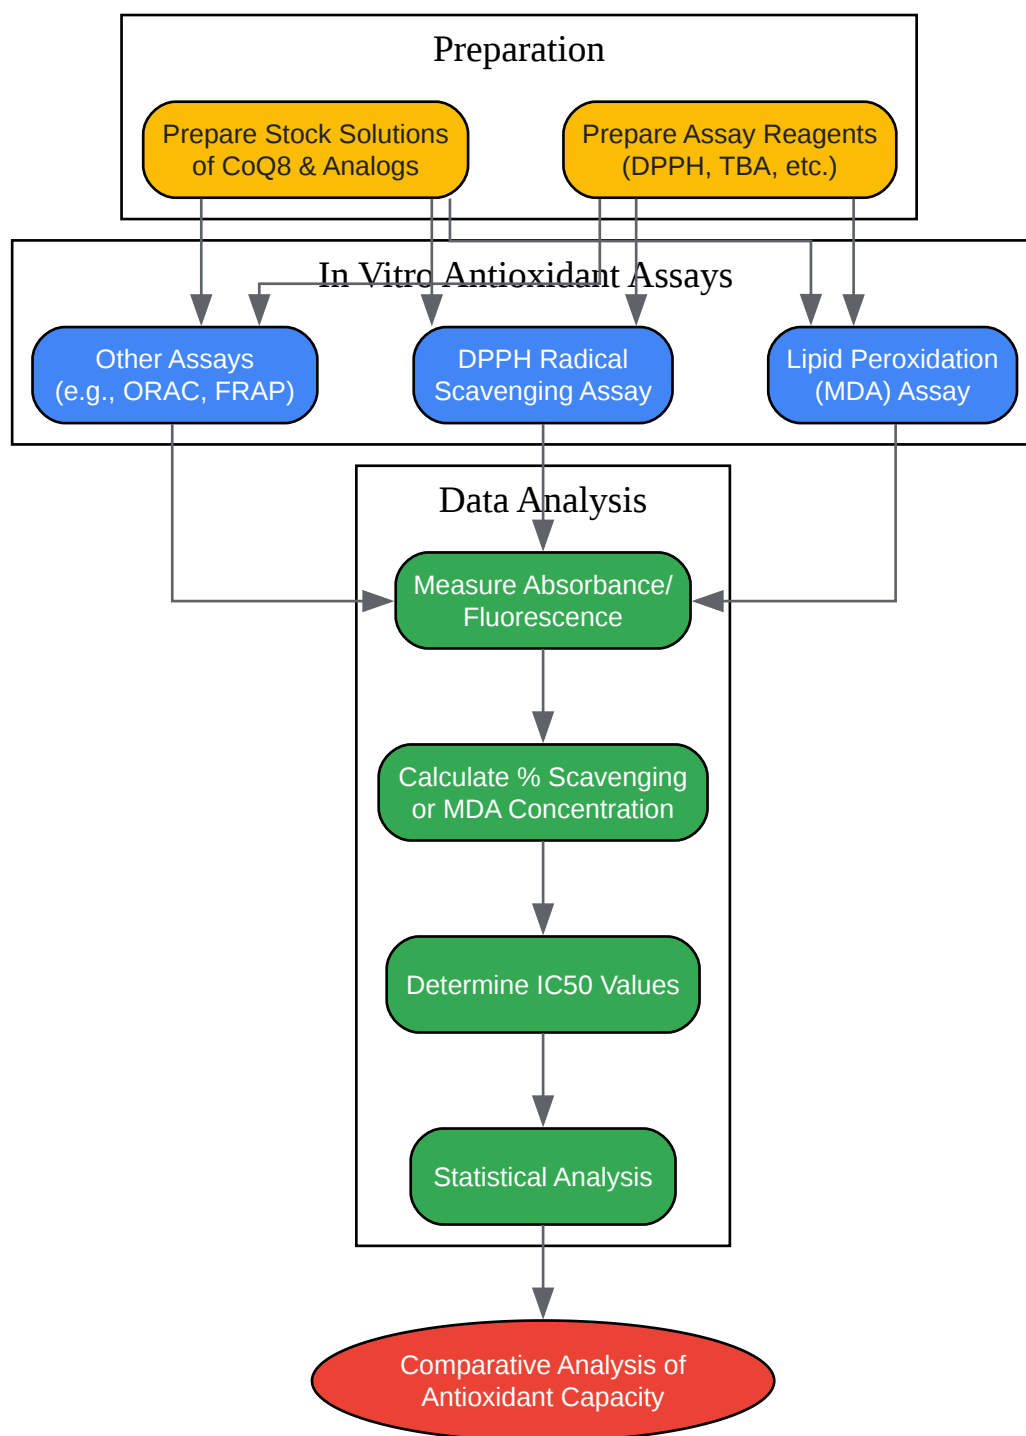 Preparation
Prepare Stock Solutions
of CoQ8 & Analogs
Prepare Assay Reagents
(DPPH, TBA, etc.)
In Vitro Antioxidant Assays
Other Assays
(e.g., ORAC, FRAP)
DPPH Radical
Scavenging Assay
Lipid Peroxidation
(MDA) Assay
Data Analysis
Measure Absorbance/
Fluorescence
Calculate % Scavenging
or MDA Concentration
Determine IC50 Values
Statistical Analysis
Comparative Analysis of
Antioxidant Capacity